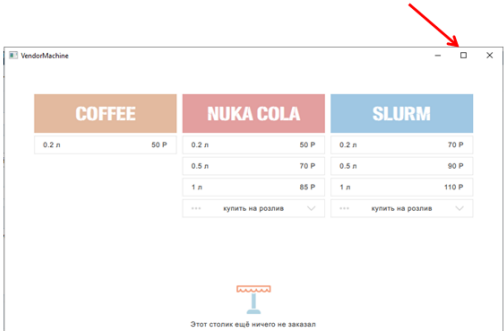 VendorMachine
COFFEE
0.2 л 50 Р
NUKA COLA
0.2 л 50 Р
0.5 л 70 Р
1 л 85 Р
купить на розлив
SLURM
0.2 л 70 Р
0.5 л 90 Р
1 л 110 Р
купить на розлив
Этот столик ещё ничего не заказал